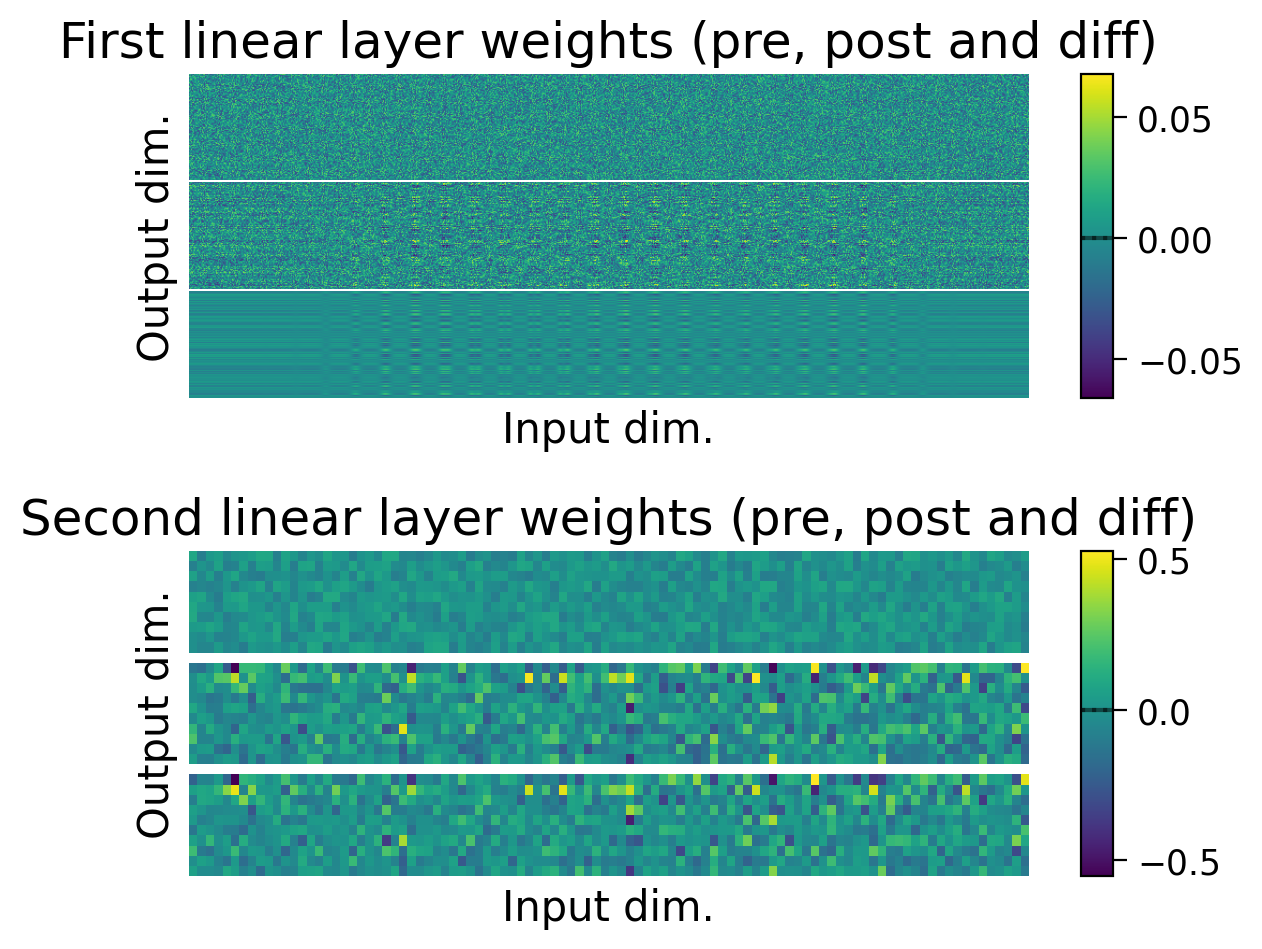 First linear layer weights (pre, post and diff)
Output dim.
Input dim.
0.05
0.00
−0.05
Second linear layer weights (pre, post and diff)
Output dim.
Input dim.
0.5
0.0
−0.5